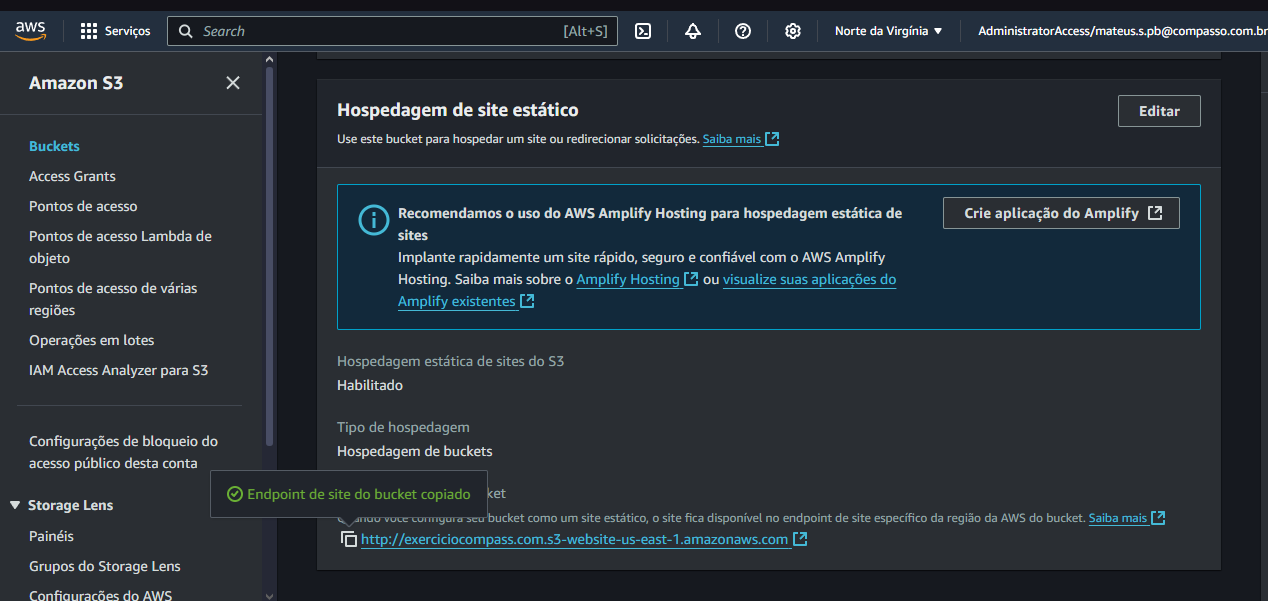 aws
Serviços
Search
[Alt+S]
Norte da Virgínia
AdministratorAccess/mateus.s.pb@compasso.com.br
Amazon S3
Buckets
Access Grants
Pontos de acesso
Pontos de acesso Lambda de
objeto
Pontos de acesso de várias
regiões
Operações em lotes
IAM Access Analyzer para S3
Configurações de bloqueio do
acesso público desta conta
Storage Lens
Painéis
Grupos do Storage Lens
Configurações do AWS
Hospedagem de site estático
Editar
Use este bucket para hospedar um site ou redirecionar solicitações. Saiba mais
Recomendamos o uso do AWS Amplify Hosting para hospedagem estática de
sites
Implante rapidamente um site rápido, seguro e confiável com o AWS Amplify
Hosting. Saiba mais sobre o Amplify Hosting ou visualize suas aplicações do
Amplify existentes
Crie aplicação do Amplify
Hospedagem estática de sites do S3
Habilitado
Tipo de hospedagem
Hospedagem de buckets
Endpoint de site do bucket copiado
você configura seu bucket como um site estático, o site fica disponível no endpoint de site específico da região da AWS do bucket. Saiba mais
http://exerciciocompass.com.s3-website-us-east-1.amazonaws.com